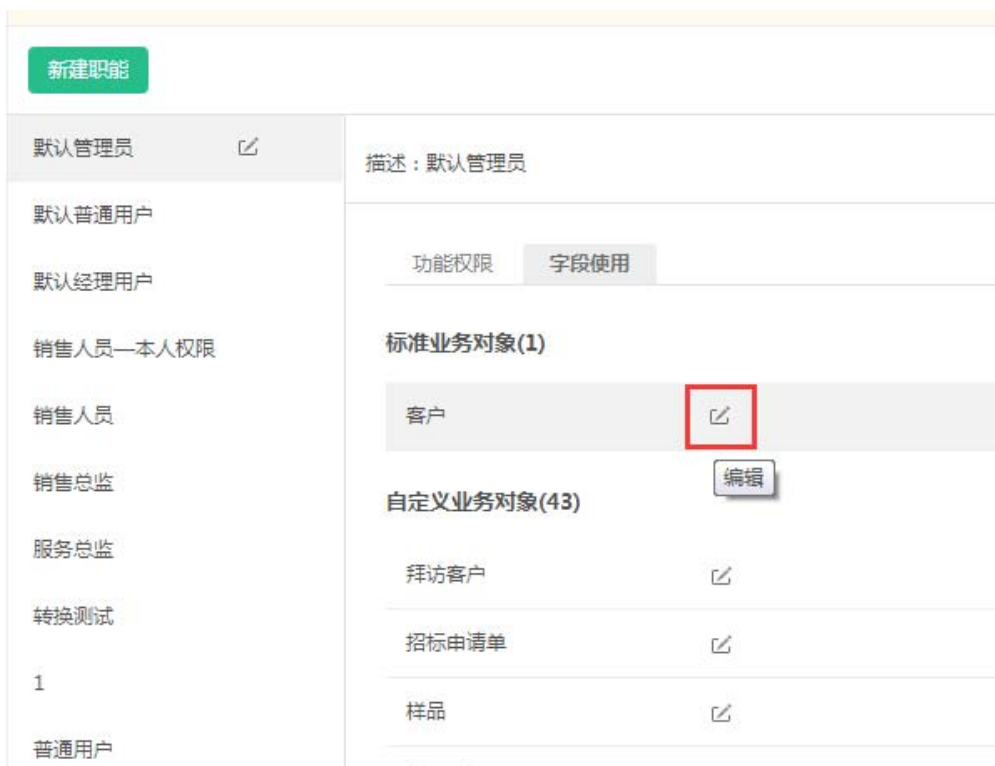 新建职能
默认管理员
默认普通用户
默认经理用户
销售人员—本人权限
销售人员
销售总监
服务总监
转换测试
1
普通用户
描述：默认管理员
功能权限 字段使用
标准业务对象(1)
客户
编辑
自定义业务对象(43)
拜访客户
招标申请单
样品